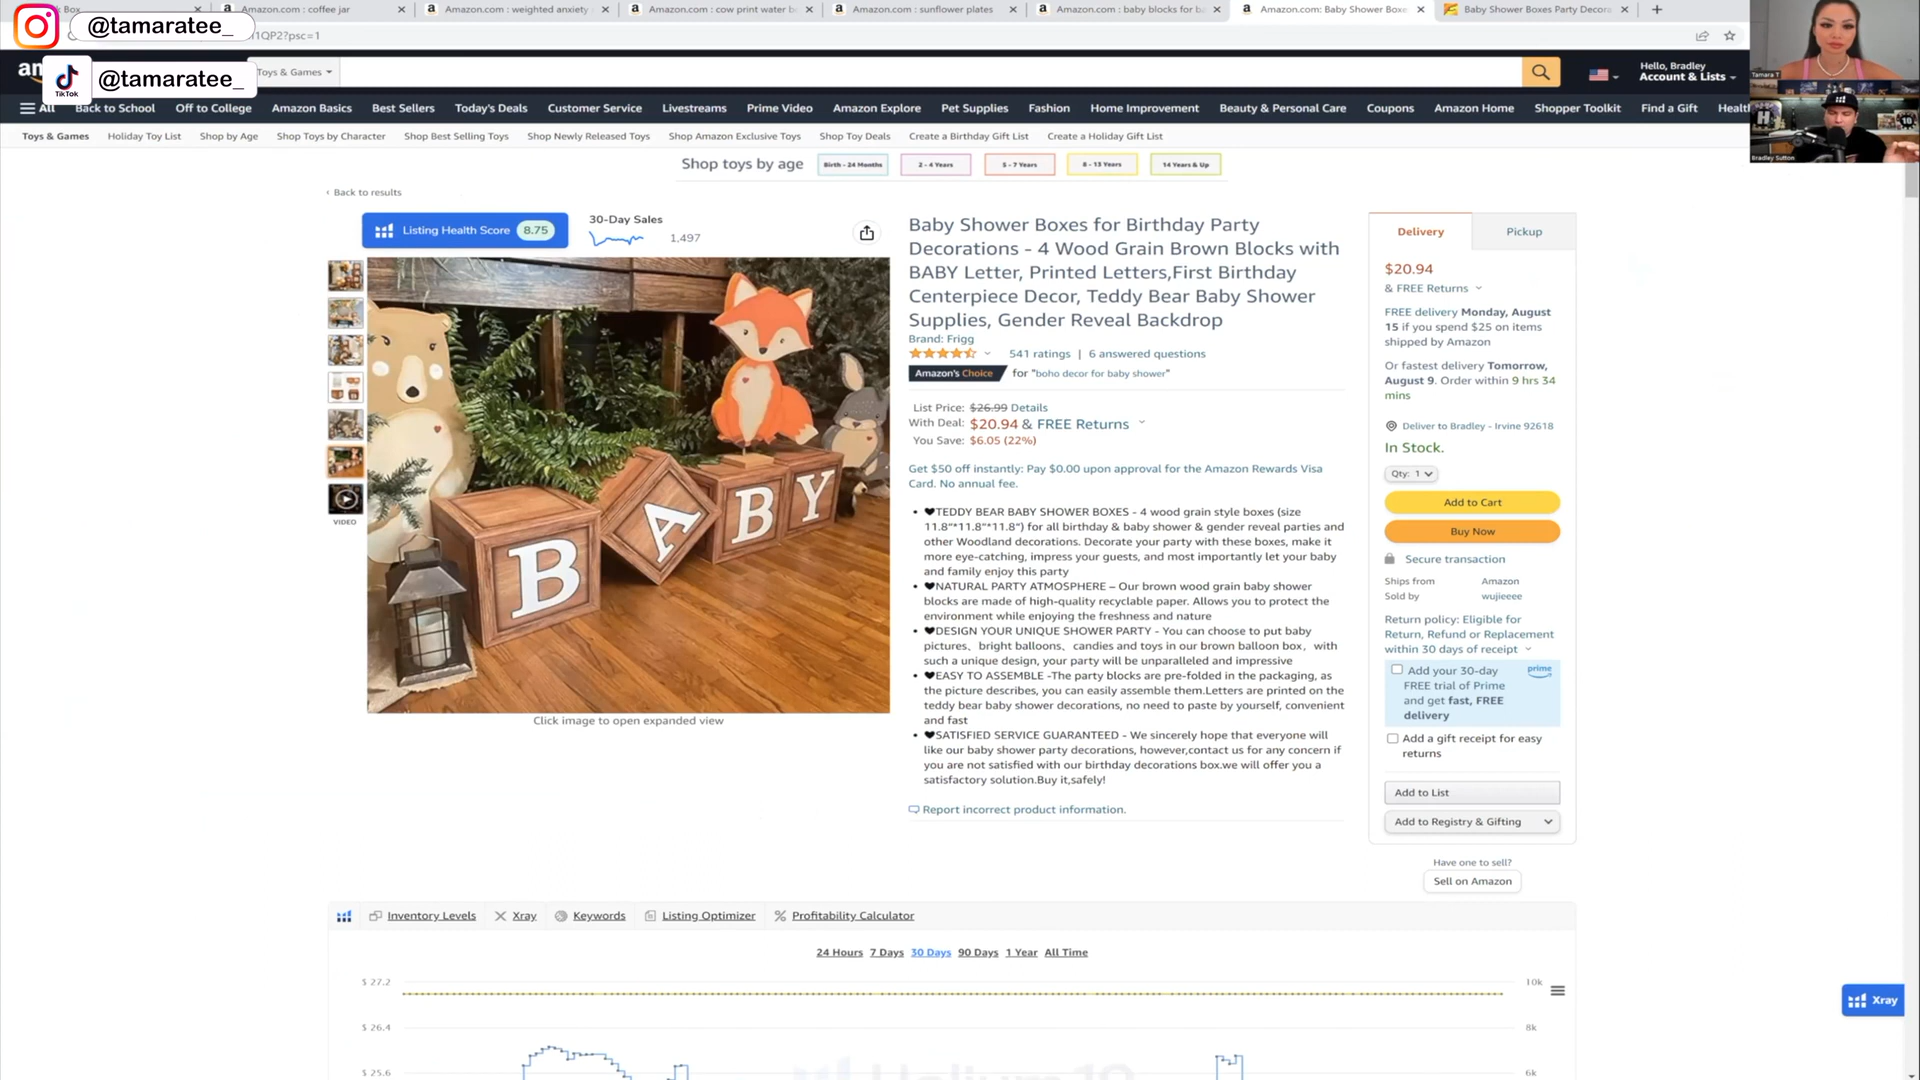 k Box
Amazon.com : coffee jar
Amazon.com : weighted anxiety
Amazon.com : cow print water b
Amazon.com : sunflower plates
Amazon.com : baby blocks for b
Amazon.com: Baby Shower Boxe
Baby Shower Boxes Party Decora
@tamaratee_
1QP2?psc=1
am
Toys & Games
Hello, Bradley
Account & Lists
TikTok
@tamaratee_
All
Back to School
Off to College
Amazon Basics
Best Sellers
Today's Deals
Customer Service
Livestreams
Prime Video
Amazon Explore
Pet Supplies
Fashion
Home Improvement
Beauty & Personal Care
Coupons
Amazon Home
Shopper Toolkit
Find a Gift
Healt
Tamara T
Bradley Sutton
Toys & Games
Holiday Toy List
Shop by Age
Shop Toys by Character
Shop Best Selling Toys
Shop Newly Released Toys
Shop Amazon Exclusive Toys
Shop Toy Deals
Create a Birthday Gift List
Create a Holiday Gift List
Shop toys by age
Birth - 24 Months
2 - 4 Years
5 - 7 Years
8 - 13 Years
14 Years & Up
‹ Back to results
Listing Health Score 8.75
30-Day Sales
1,497
VIDEO
BABY
Click image to open expanded view
Baby Shower Boxes for Birthday Party
Decorations - 4 Wood Grain Brown Blocks with
BABY Letter, Printed Letters,First Birthday
Centerpiece Decor, Teddy Bear Baby Shower
Supplies, Gender Reveal Backdrop
Brand: Frigg
541 ratings | 6 answered questions
Amazon's Choice for "boho decor for baby shower"
List Price: $26.99 Details
With Deal: $20.94 & FREE Returns
You Save: $6.05 (22%)
Get $50 off instantly: Pay $0.00 upon approval for the Amazon Rewards Visa
Card. No annual fee.
• ❤TEDDY BEAR BABY SHOWER BOXES - 4 wood grain style boxes (size
11.8"*11.8"*11.8") for all birthday & baby shower & gender reveal parties and
other Woodland decorations. Decorate your party with these boxes, make it
more eye-catching, impress your guests, and most importantly let your baby
and family enjoy this party
• ❤NATURAL PARTY ATMOSPHERE – Our brown wood grain baby shower
blocks are made of high-quality recyclable paper. Allows you to protect the
environment while enjoying the freshness and nature
• ❤DESIGN YOUR UNIQUE SHOWER PARTY - You can choose to put baby
pictures、bright balloons、candies and toys in our brown balloon box，with
such a unique design, your party will be unparalleled and impressive
• ❤EASY TO ASSEMBLE -The party blocks are pre-folded in the packaging, as
the picture describes, you can easily assemble them.Letters are printed on the
teddy bear baby shower decorations, no need to paste by yourself, convenient
and fast
• ❤SATISFIED SERVICE GUARANTEED - We sincerely hope that everyone will
like our baby shower party decorations, however,contact us for any concern if
you are not satisfied with our birthday decorations box.we will offer you a
satisfactory solution.Buy it,safely!
Report incorrect product information.
Delivery
Pickup
$20.94
& FREE Returns
FREE delivery Monday, August
15 if you spend $25 on items
shipped by Amazon
Or fastest delivery Tomorrow,
August 9. Order within 9 hrs 34
mins
Deliver to Bradley - Irvine 92618
In Stock.
Qty: 1
Add to Cart
Buy Now
Secure transaction
Ships from Amazon
Sold by wujieeee
Return policy: Eligible for
Return, Refund or Replacement
within 30 days of receipt
Add your 30-day
FREE trial of Prime
and get fast, FREE
delivery
prime
Add a gift receipt for easy
returns
Add to List
Add to Registry & Gifting
Have one to sell?
Sell on Amazon
Inventory Levels
Xray
Keywords
Listing Optimizer
Profitability Calculator
24 Hours 7 Days 30 Days 90 Days 1 Year All Time
$ 27.2
10k
$ 26.4
8k
$ 25.6
6k
Helium 10
Xray